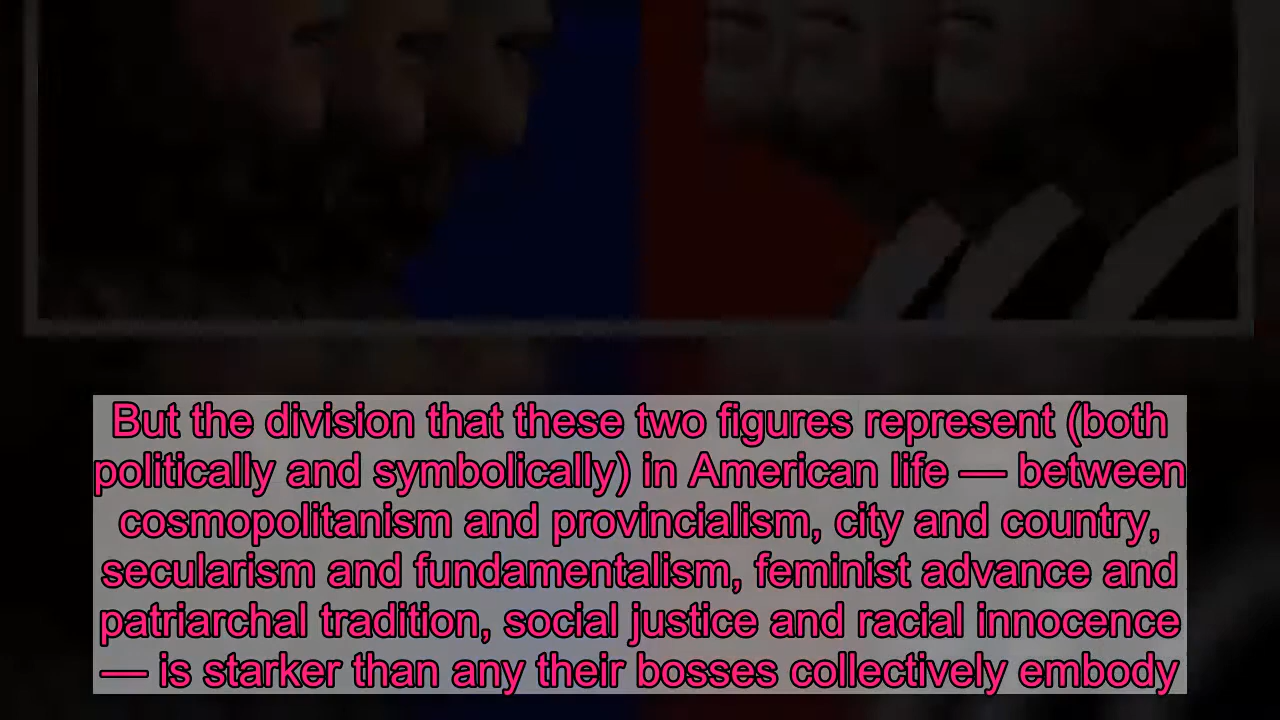 But the division that these two figures represent (both
politically and symbolically) in American life — between
cosmopolitanism and provincialism, city and country,
secularism and fundamentalism, feminist advance and
patriarchal tradition, social justice and racial innocence
— is starker than any their bosses collectively embody